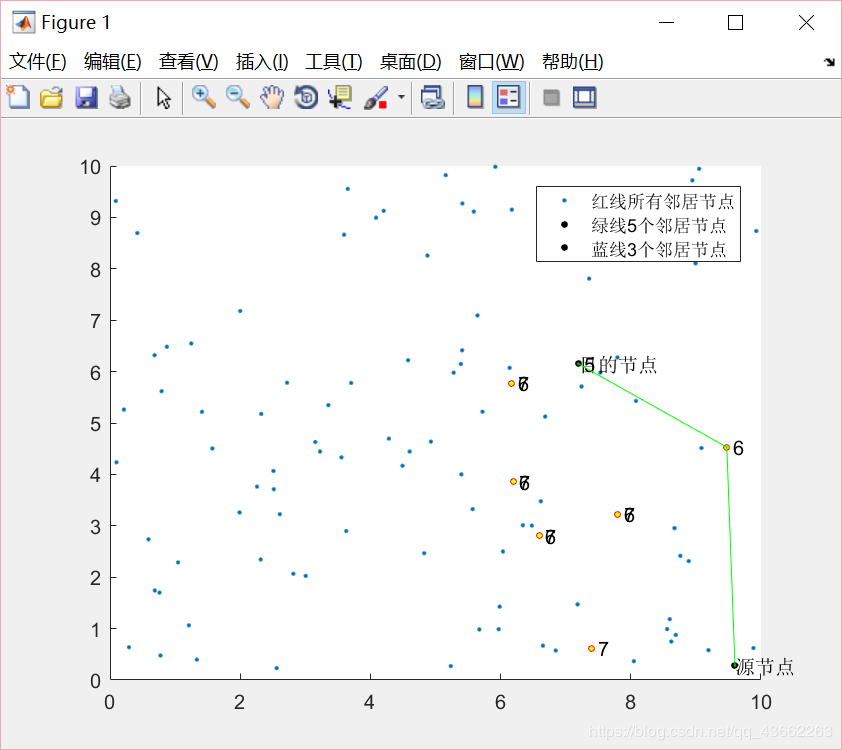 Figure 1
文件(F) 编辑(E) 查看(V) 插入(I) 工具(T) 桌面(D) 窗口(W) 帮助(H)
10
红线所有邻居节点
绿线5个邻居节点
蓝线3个邻居节点
9
8
7
6
目的节点
5
6
4
3
2
1
7
源节点
0
0 2 4 6 8 10
https://blog.csdn.net/qq_43662263